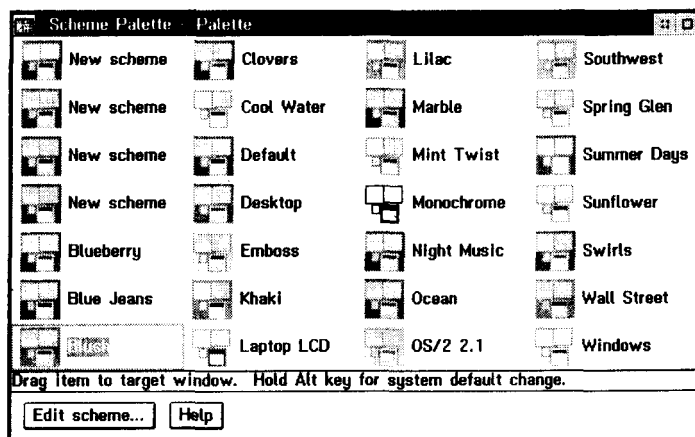 Scheme Palette - Palette
New scheme Clovers Lilac Southwest
New scheme Cool Water Marble Spring Glen
New scheme Default Mint Twist Summer Days
New scheme Desktop Monochrome Sunflower
Blueberry Emboss Night Music Swirls
Blue Jeans Khaki Ocean Wall Street
Laptop LCD OS/2 2.1 Windows
Drag item to target window. Hold Alt key for system default change.
Edit scheme... Help